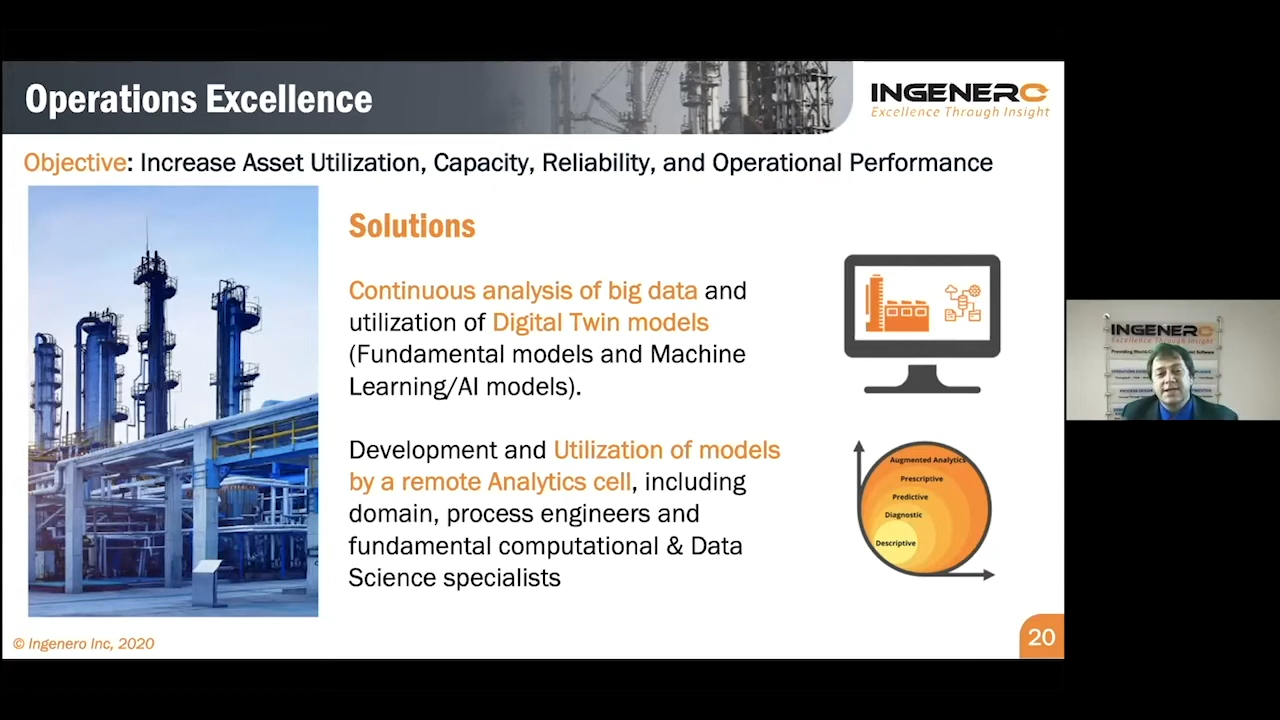 Operations Excellence
INGENERO
Excellence Through Insight
Objective: Increase Asset Utilization, Capacity, Reliability, and Operational Performance
Solutions
Continuous analysis of big data and
utilization of Digital Twin models
(Fundamental models and Machine
Learning/AI models).
Development and Utilization of models
by a remote Analytics cell, including
domain, process engineers and
fundamental computational & Data
Science specialists
Augmented Analytics
Prescriptive
Predictive
Diagnostic
Descriptive
© Ingenero Inc, 2020
20
INGENERO
Excellence Through Insight